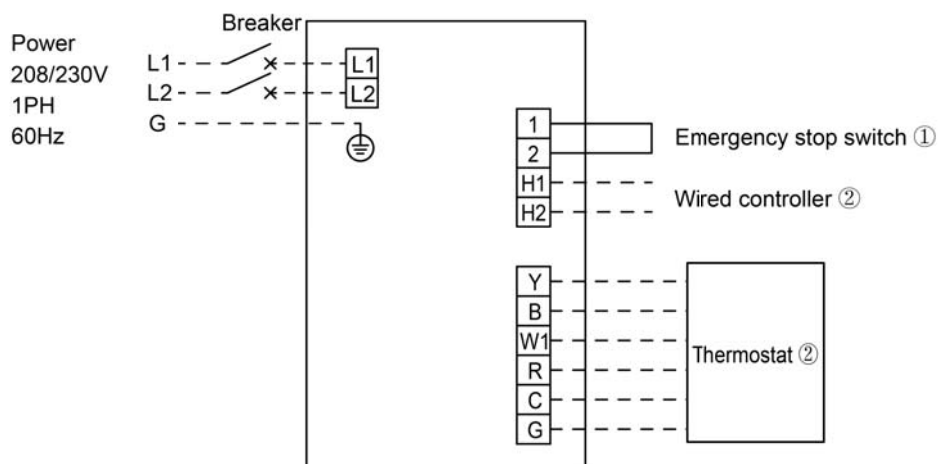 Breaker
Power
208/230V
1PH
60Hz
L1
L2
G
L1
L2
1
2
H1
H2
Emergency stop switch ①
Wired controller ②
Y
B
W1
R
C
G
Thermostat ②